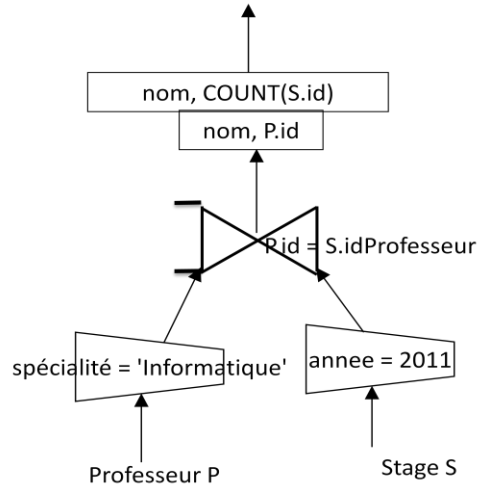 nom, COUNT(S.id)
nom, P.id
P.id = S.idProfesseur
spécialité = 'Informatique'
annee = 2011
Professeur P
Stage S